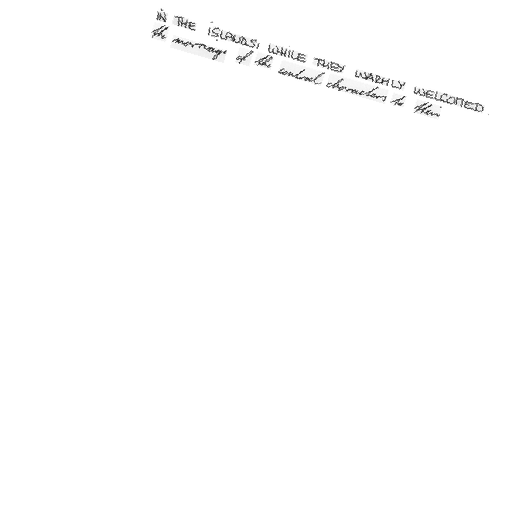 IN THE ISLANDS, WHILE THEY WARMLY WELCOMED
the marriage of the central characters to their